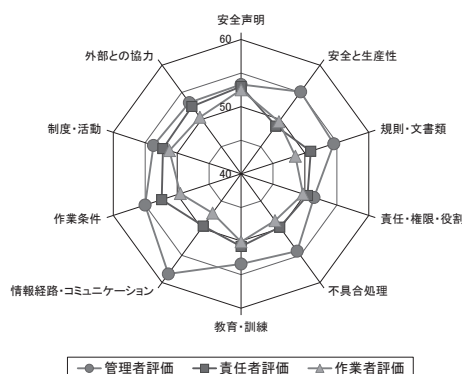 安全声明
60
外部との協力
安全と生産性
50
制度・活動
規則・文書類
40
作業条件
責任・権限・役割
情報経路・コミュニケーション
不具合処理
教育・訓練
管理者評価 責任者評価 作業者評価